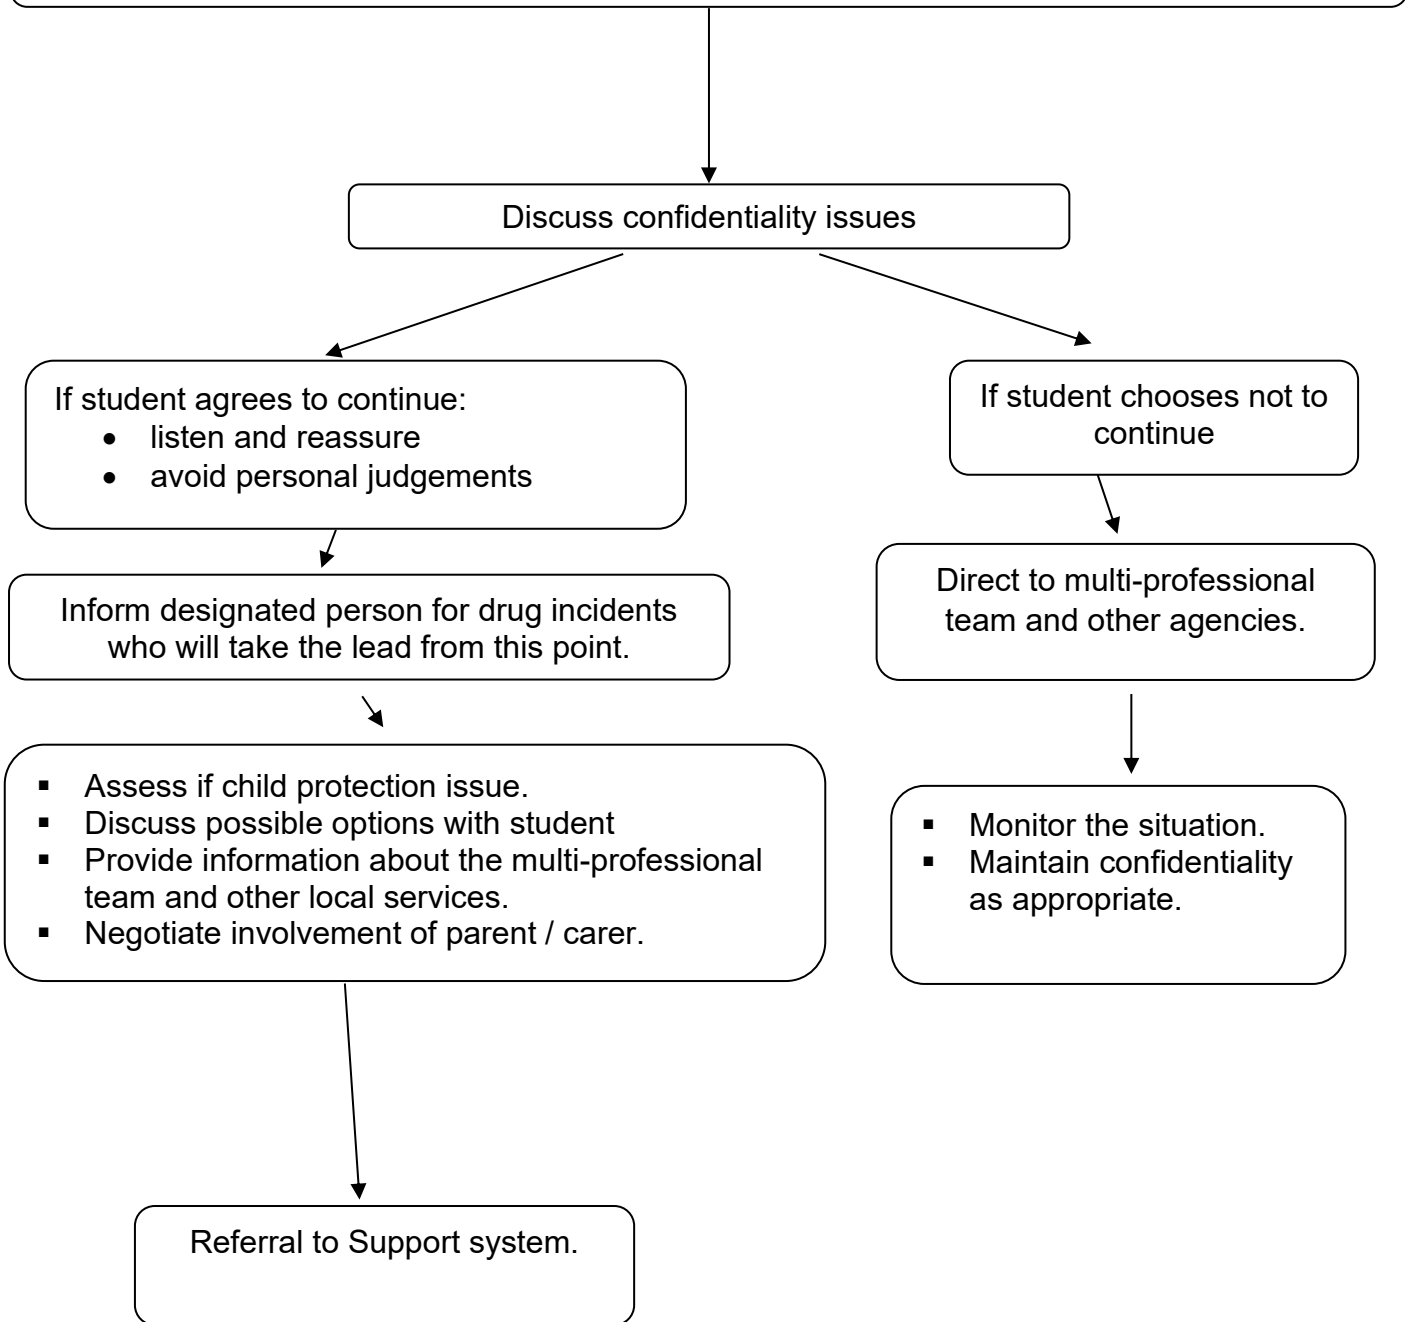 Discuss confidentiality issues
If student agrees to continue:
• listen and reassure
• avoid personal judgements
If student chooses not to
continue
Inform designated person for drug incidents
who will take the lead from this point.
Direct to multi-professional
team and other agencies.
▪ Assess if child protection issue.
▪ Discuss possible options with student
▪ Provide information about the multi-professional
team and other local services.
▪ Negotiate involvement of parent / carer.
▪ Monitor the situation.
▪ Maintain confidentiality
as appropriate.
Referral to Support system.